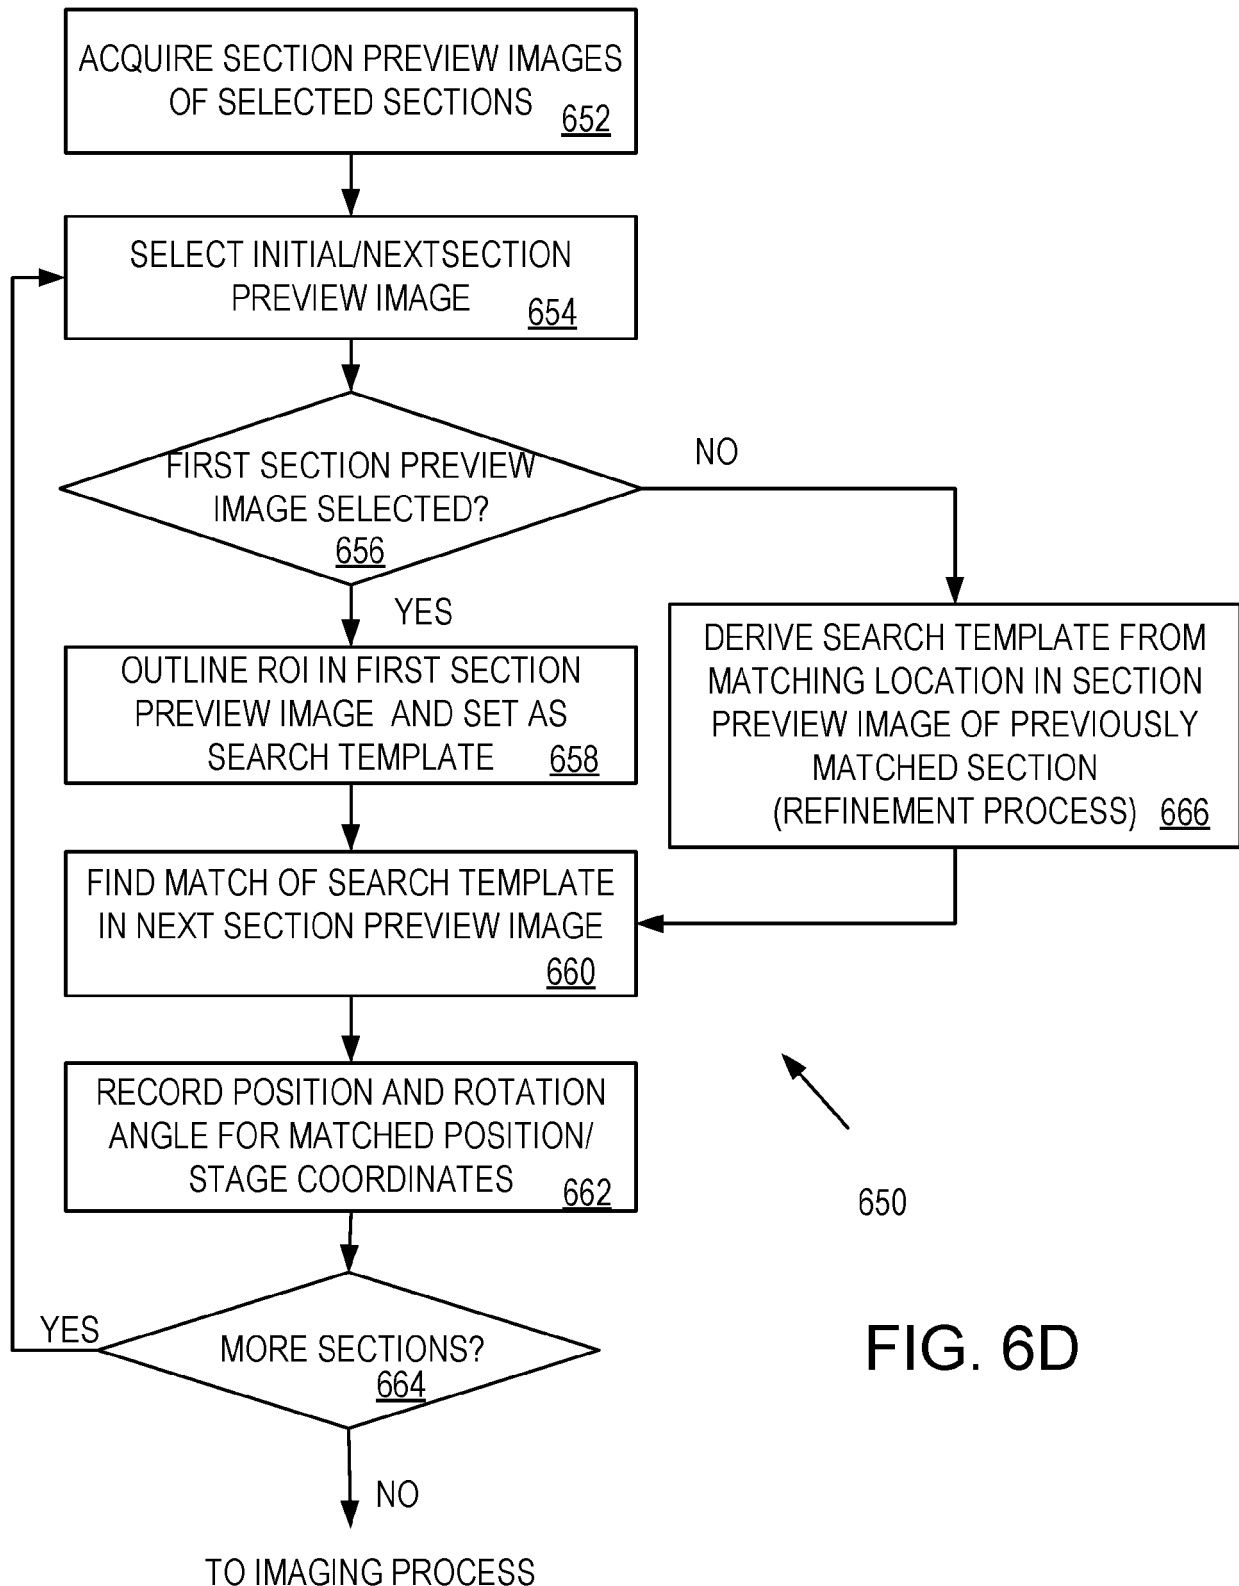 ACQUIRE SECTION PREVIEW IMAGES
OF SELECTED SECTIONS
652
SELECT INITIAL/NEXTSECTION
PREVIEW IMAGE
654
FIRST SECTION PREVIEW
IMAGE SELECTED?
656
NO
YES
OUTLINE ROI IN FIRST SECTION
PREVIEW IMAGE AND SET AS
SEARCH TEMPLATE
658
DERIVE SEARCH TEMPLATE FROM
MATCHING LOCATION IN SECTION
PREVIEW IMAGE OF PREVIOUSLY
MATCHED SECTION
(REFINEMENT PROCESS)
666
FIND MATCH OF SEARCH TEMPLATE
IN NEXT SECTION PREVIEW IMAGE
660
RECORD POSITION AND ROTATION
ANGLE FOR MATCHED POSITION/
STAGE COORDINATES
662
650
YES
MORE SECTIONS?
664
FIG. 6D
NO
TO IMAGING PROCESS